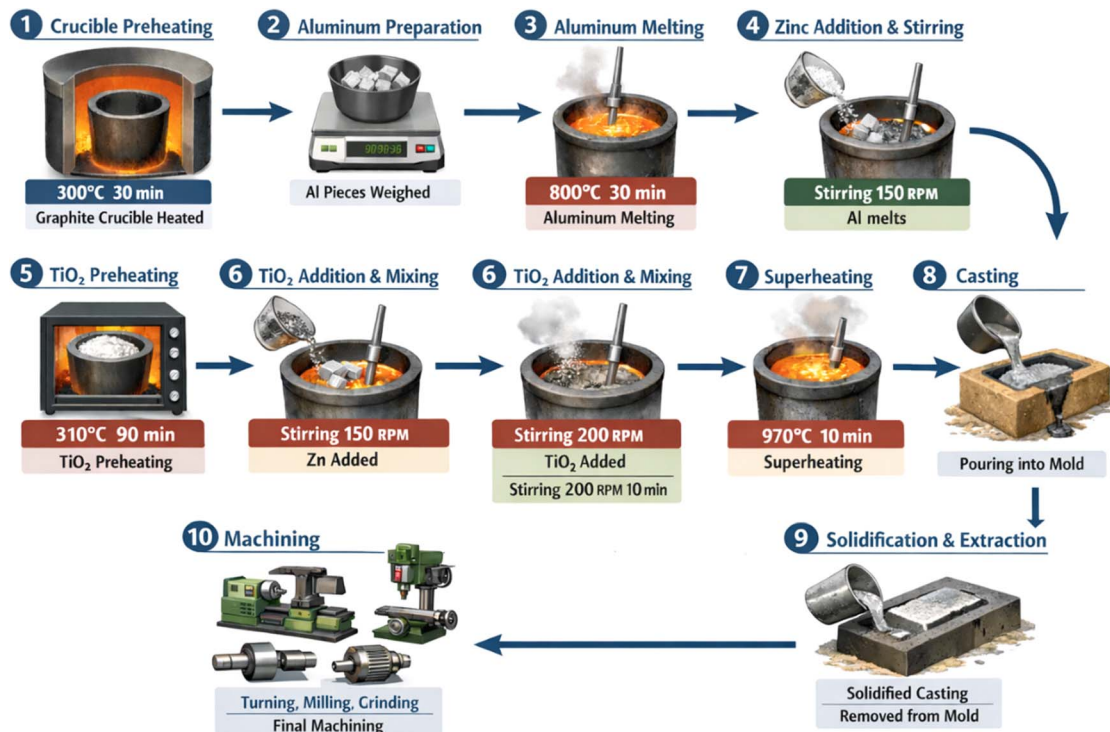 1 Crucible Preheating
300°C 30 min
Graphite Crucible Heated
2 Aluminum Preparation
Al Pieces Weighed
3 Aluminum Melting
800°C 30 min
Aluminum Melting
4 Zinc Addition & Stirring
Stirring 150 RPM
Al melts
5 TiO₂ Preheating
310°C 90 min
TiO₂ Preheating
6 TiO₂ Addition & Mixing
Stirring 150 RPM
Zn Added
6 TiO₂ Addition & Mixing
Stirring 200 RPM
TiO₂ Added
Stirring 200 RPM 10 min
7 Superheating
970°C 10 min
Superheating
8 Casting
Pouring into Mold
9 Solidification & Extraction
Solidified Casting
Removed from Mold
10 Machining
Turning, Milling, Grinding
Final Machining